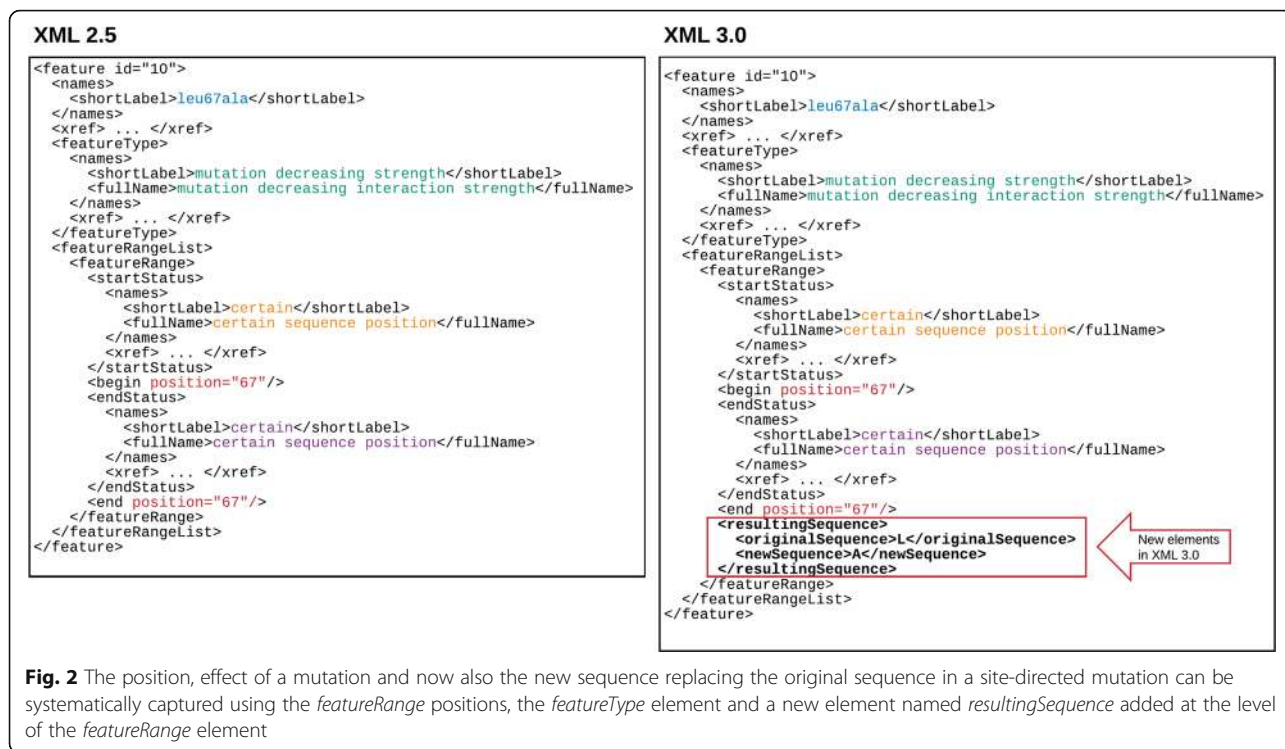 XML 2.5
<feature id="10">
<names>
<shortLabel>leu67ala</shortLabel>
</names>
<xref> ... </xref>
<featureType>
<names>
<shortLabel>mutation decreasing strength</shortLabel>
<fullName>mutation decreasing interaction strength</fullName>
</names>
<xref> ... </xref>
</featureType>
<featureRangeList>
<featureRange>
<startStatus>
<names>
<shortLabel>certain</shortLabel>
<fullName>certain sequence position</fullName>
</names>
<xref> ... </xref>
</startStatus>
<begin position="67"/>
<endStatus>
<names>
<shortLabel>certain</shortLabel>
<fullName>certain sequence position</fullName>
</names>
<xref> ... </xref>
</endStatus>
<end position="67"/>
</featureRange>
</featureRangeList>
</feature>
XML 3.0
<feature id="10">
<names>
<shortLabel>leu67ala</shortLabel>
</names>
<xref> ... </xref>
<featureType>
<names>
<shortLabel>mutation decreasing strength</shortLabel>
<fullName>mutation decreasing interaction strength</fullName>
</names>
<xref> ... </xref>
</featureType>
<featureRangeList>
<featureRange>
<startStatus>
<names>
<shortLabel>certain</shortLabel>
<fullName>certain sequence position</fullName>
</names>
<xref> ... </xref>
</startStatus>
<begin position="67"/>
<endStatus>
<names>
<shortLabel>certain</shortLabel>
<fullName>certain sequence position</fullName>
</names>
<xref> ... </xref>
</endStatus>
<end position="67"/>
<resultingSequence>
<originalSequence>L</originalSequence>
<newSequence>A</newSequence>
</resultingSequence>
</featureRange>
</featureRangeList>
</feature>
New elements
in XML 3.0
Fig. 2 The position, effect of a mutation and now also the new sequence replacing the original sequence in a site-directed mutation can be
systematically captured using the featureRange positions, the featureType element and a new element named resultingSequence added at the level
of the featureRange element